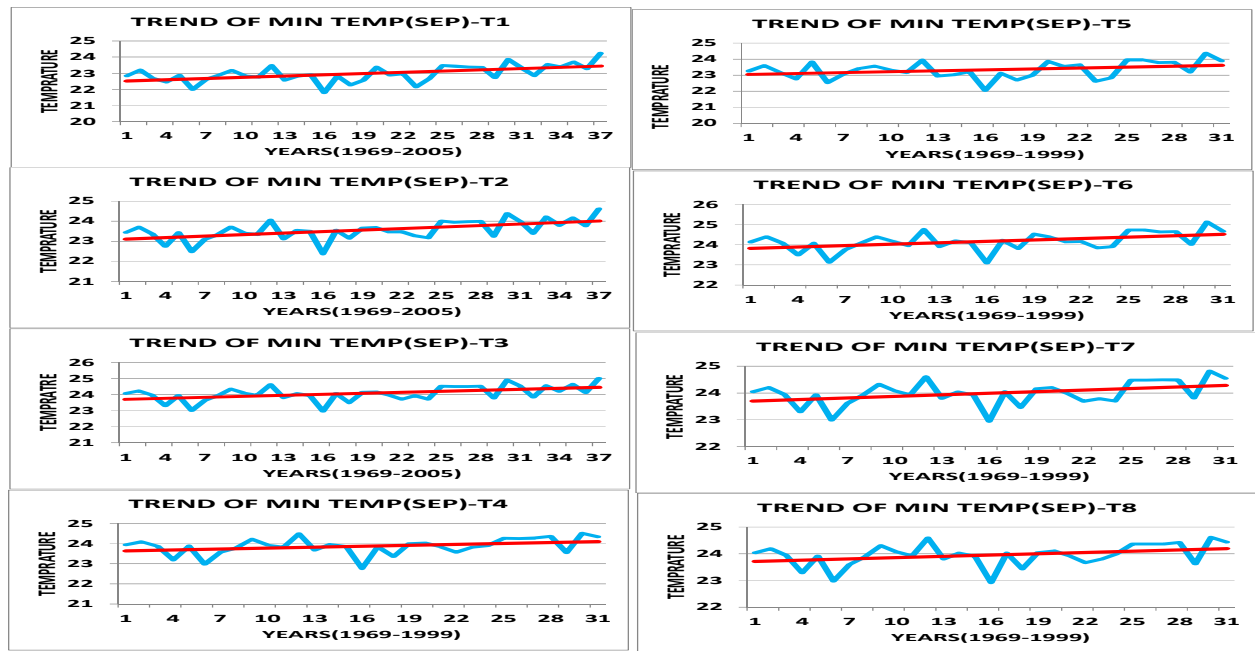 TREND OF MIN TEMP(SEP)-T1
TEMPRATURE
25
24
23
22
21
20
1 4 7 10 13 16 19 22 25 28 31 34 37
YEARS(1969-2005)
TREND OF MIN TEMP(SEP)-T2
TEMPERATURE
25
24
23
22
21
1 4 7 10 13 16 19 22 25 28 31 34 37
YEARS(1969-2005)
TREND OF MIN TEMP(SEP)-T3
TEMPRATRE
26
25
24
23
22
21
1 4 7 10 13 16 19 22 25 28 31 34 37
YEARS(1969-2005)
TREND OF MIN TEMP(SEP)-T4
TEMPRATURE
25
24
23
22
21
1 4 7 10 13 16 19 22 25 28 31
YEARS(1969-1999)
TREND OF MIN TEMP(SEP)-T5
TEMPRATURE
25
24
23
22
21
20
1 4 7 10 13 16 19 22 25 28 31
YEARS(1969-1999)
TREND OF MIN TEMP(SEP)-T6
TEMPRATURE
26
25
24
23
22
1 4 7 10 13 16 19 22 25 28 31
YEARS(1969-1999)
TREND OF MIN TEMP(SEP)-T7
TEMPRATURE
25
24
23
22
1 4 7 10 13 16 19 22 25 28 31
YEARS(1969-1999)
TREND OF MIN TEMP(SEP)-T8
TEMPRATURE
25
24
23
22
1 4 7 10 13 16 19 22 25 28 31
YEARS(1969-1999)